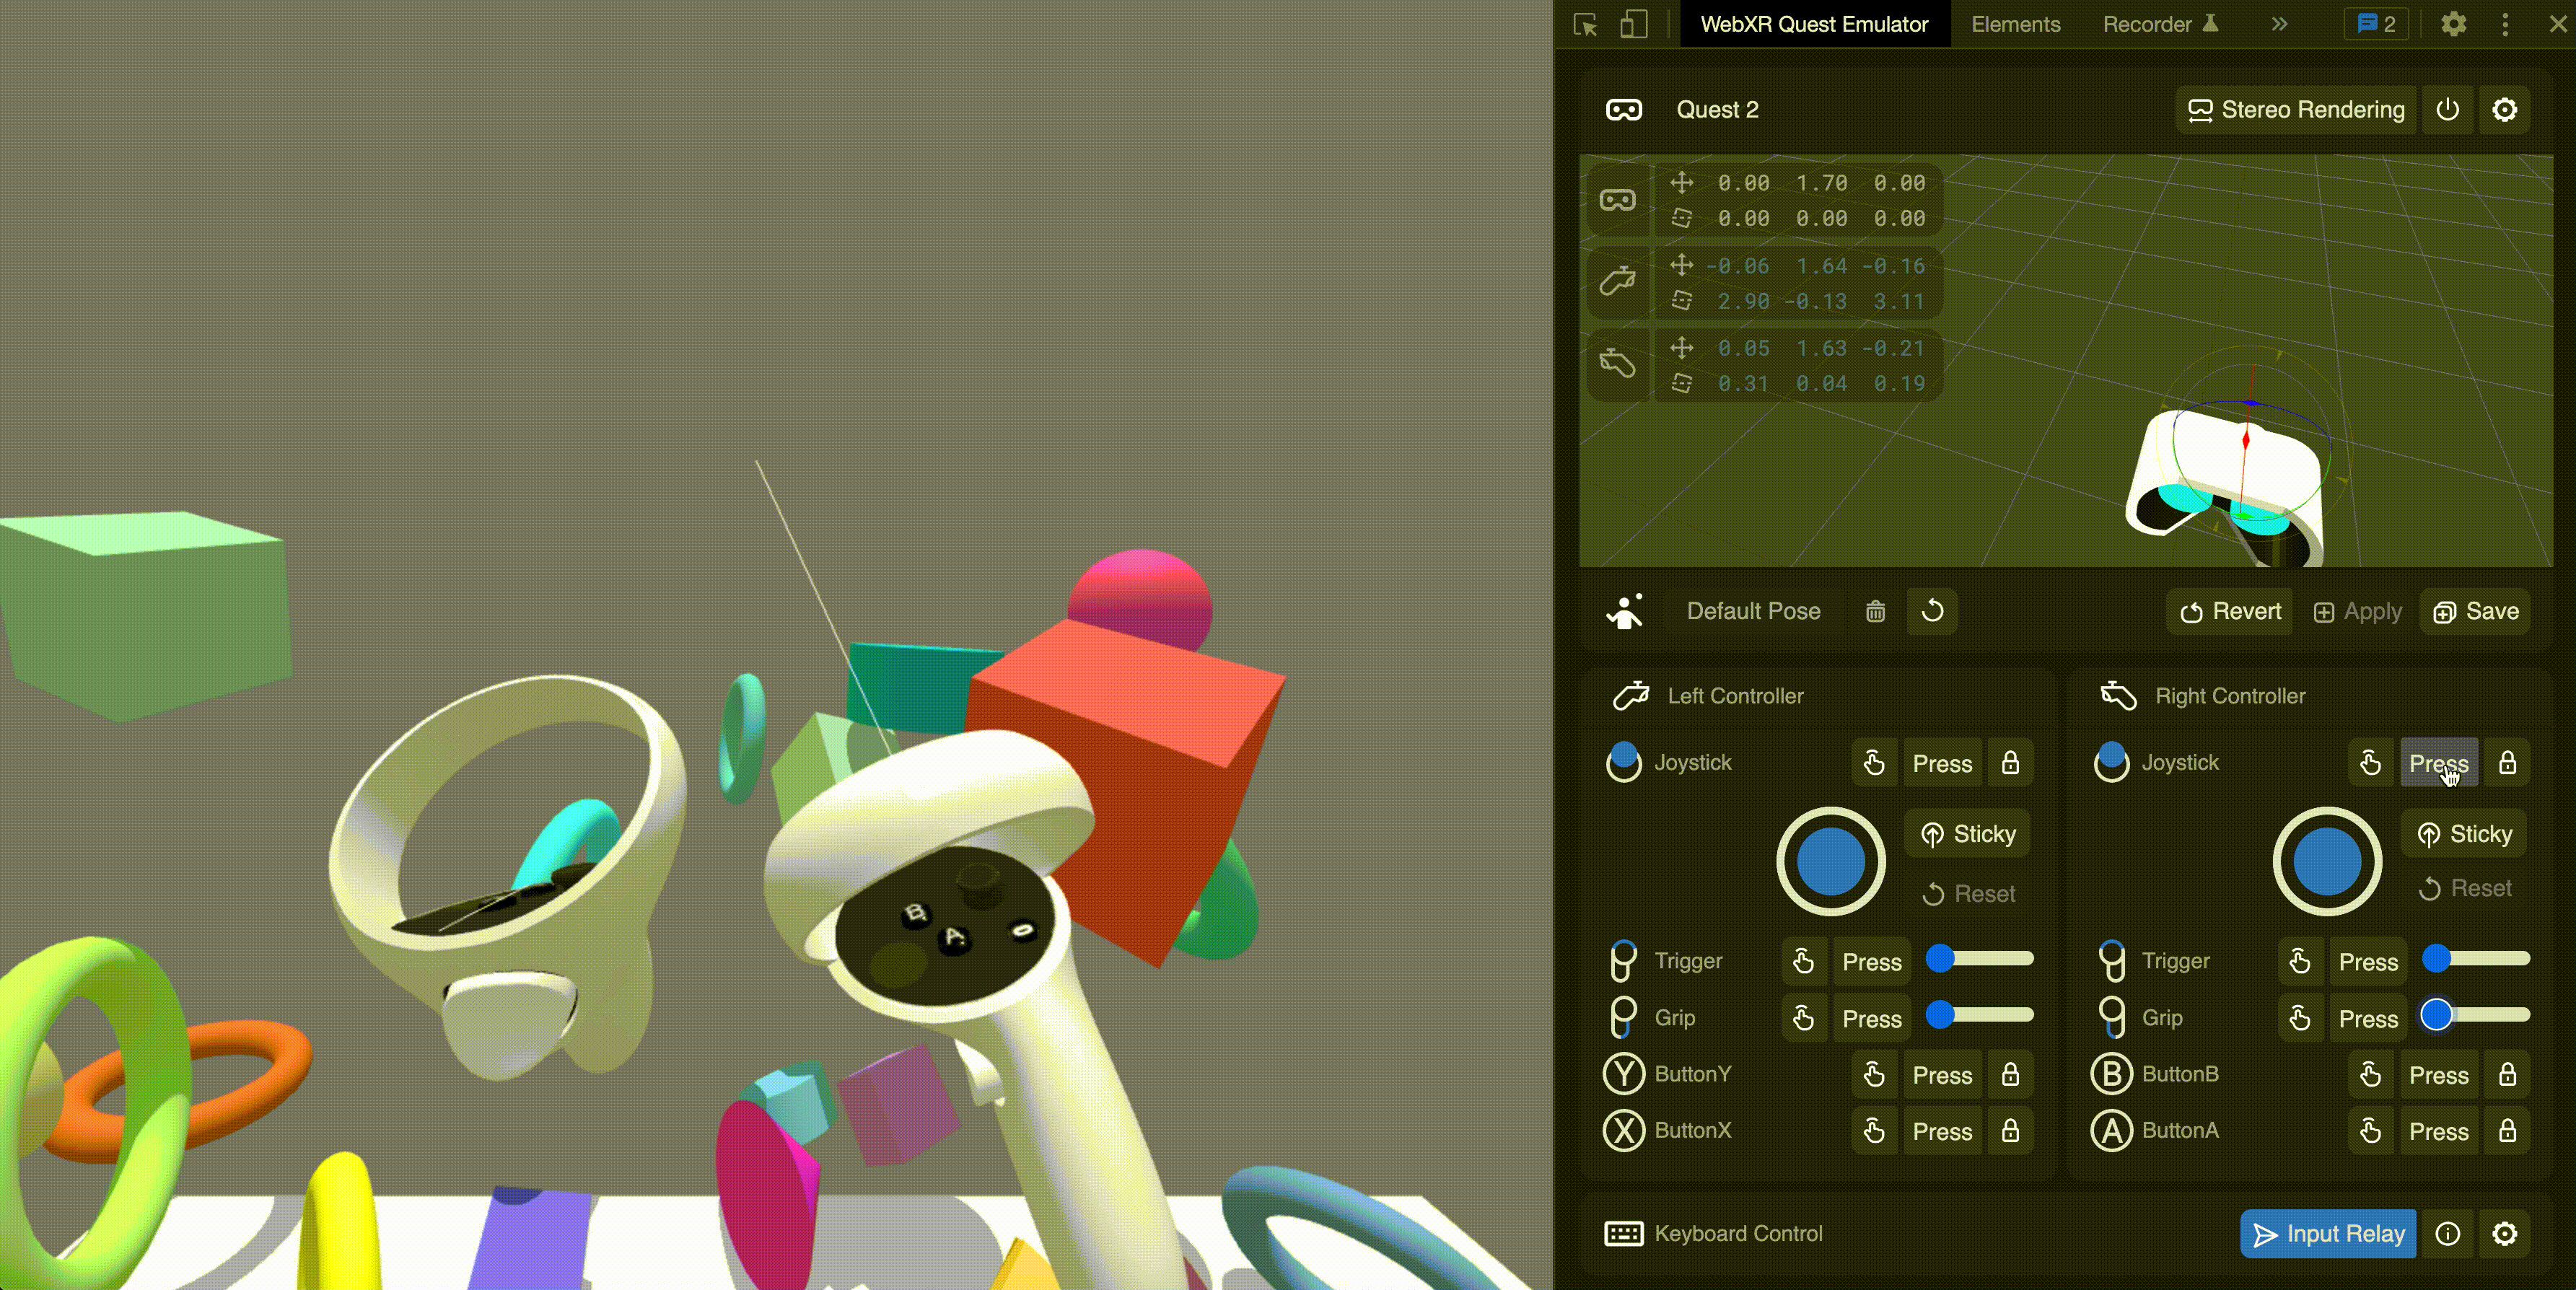 WebXR Quest Emulator Elements Recorder 2
Quest 2 Stereo Rendering
0.00 1.70 0.00
0.00 0.00 0.00
-0.06 1.64 -0.16
2.90 -0.13 3.11
0.05 1.63 -0.21
0.31 0.04 0.19
Default Pose Revert Apply Save
Left Controller
Joystick Press
Sticky
Reset
Trigger Press
Grip Press
Y ButtonY Press
X ButtonX Press
Right Controller
Joystick Press
Sticky
Reset
Trigger Press
Grip Press
B ButtonB Press
A ButtonA Press
Keyboard Control Input Relay
B
A